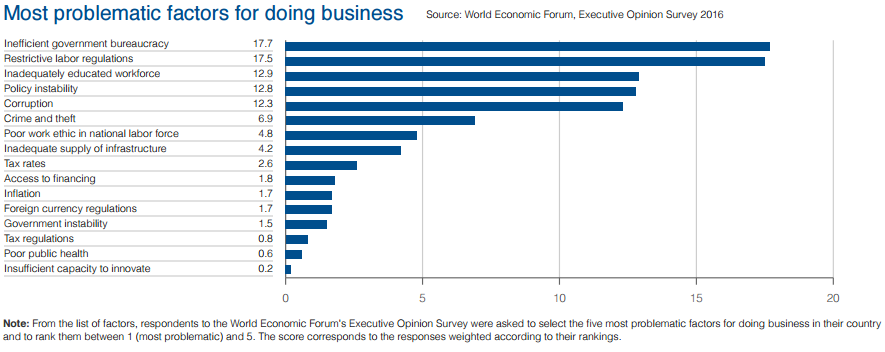 Most problematic factors for doing business Source: World Economic Forum, Executive Opinion Survey 2016
Inefficient government bureaucracy 17.7
Restrictive labor regulations 17.5
Inadequately educated workforce 12.9
Policy instability 12.8
Corruption 12.3
Crime and theft 6.9
Poor work ethic in national labor force 4.8
Inadequate supply of infrastructure 4.2
Tax rates 2.6
Access to financing 1.8
Inflation 1.7
Foreign currency regulations 1.7
Government instability 1.5
Tax regulations 0.8
Poor public health 0.6
Insufficient capacity to innovate 0.2
0 5 10 15 20
Note: From the list of factors, respondents to the World Economic Forum's Executive Opinion Survey were asked to select the five most problematic factors for doing business in their country
and to rank them between 1 (most problematic) and 5. The score corresponds to the responses weighted according to their rankings.